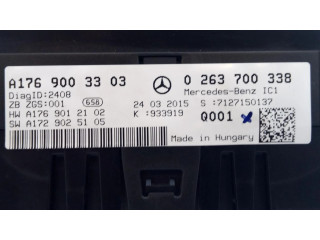 A176 900 33 03
0 263 700 338
DiagID:2408
Mercedes-Benz IC1
ZB ZGS:001
658
24 03 2015
S :7127150137
HW A176 901 21 02
K :933919
Q001
SW A172 902 51 05
Made in Hungary